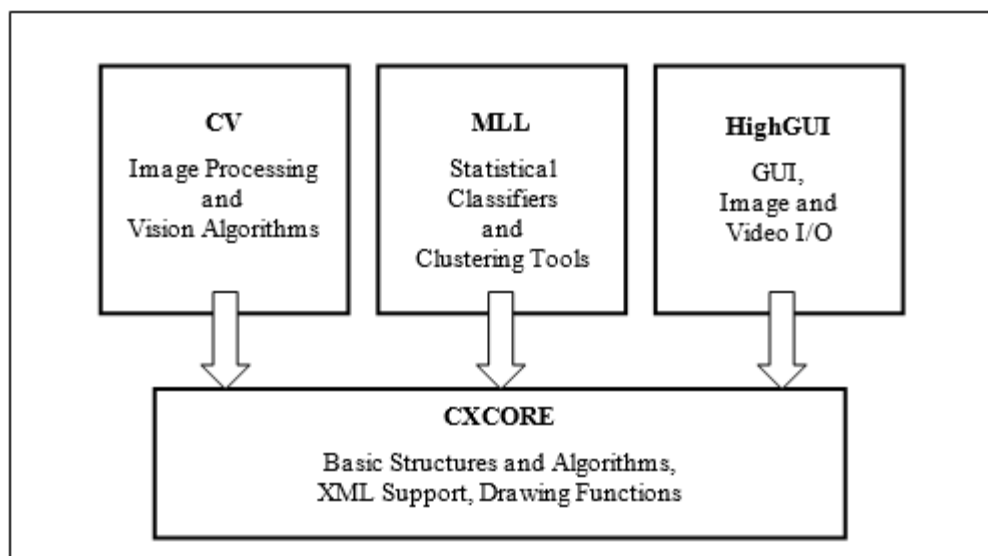 CV
Image Processing
and
Vision Algorithms
MLL
Statistical
Classifiers
and
Clustering Tools
HighGUI
GUI,
Image and
Video I/O
CXCORE
Basic Structures and Algorithms,
XML Support, Drawing Functions